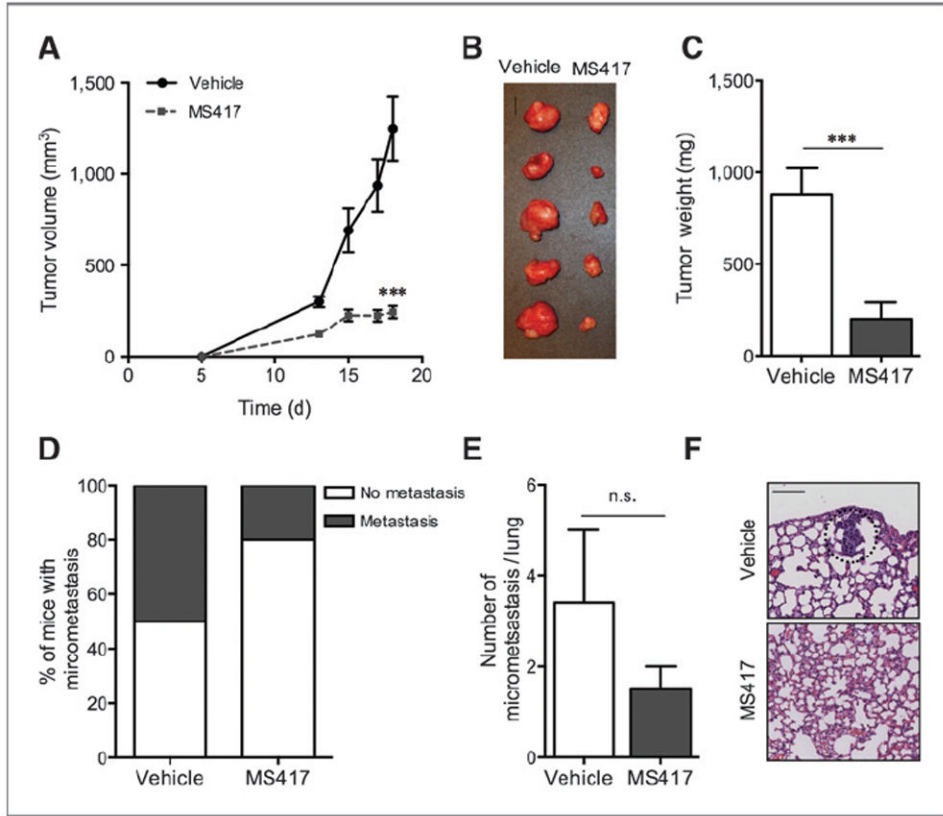 A
1,500
1,000
500
0
Tumor volume (mm³)
Vehicle
MS417
***
0 5 10 15 20
Time (d)
B
Vehicle MS417
C
1,500
1,000
500
0
Tumor weight (mg)
***
Vehicle MS417
D
100
80
60
40
20
0
% of mice with
mircometastasis
No metastasis
Metastasis
Vehicle MS417
E
6
4
2
0
Number of
micrometsastasis /lung
n.s.
Vehicle MS417
F
Vehicle
MS417